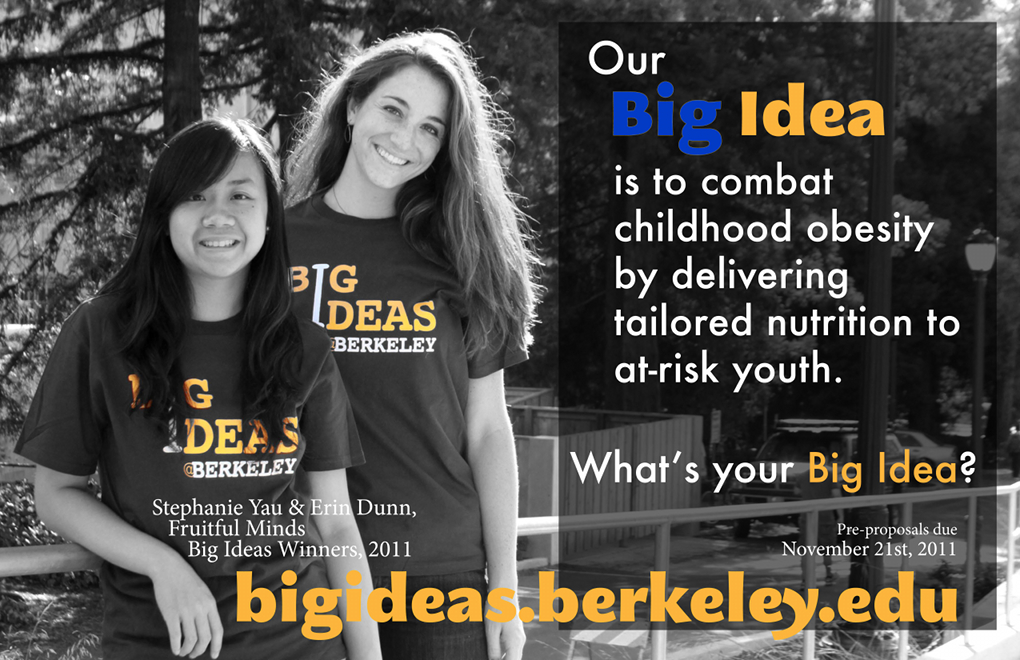 Our
Big Idea
is to combat
childhood obesity
by delivering
tailored nutrition to
at-risk youth.
What's your Big Idea?
Pre-proposals due
November 21st, 2011
BIG
IDEAS
@BERKELEY
BIG
IDEAS
@BERKELEY
Stephanie Yau & Erin Dunn,
Fruitful Minds
Big Ideas Winners, 2011
bigideas.berkeley.edu